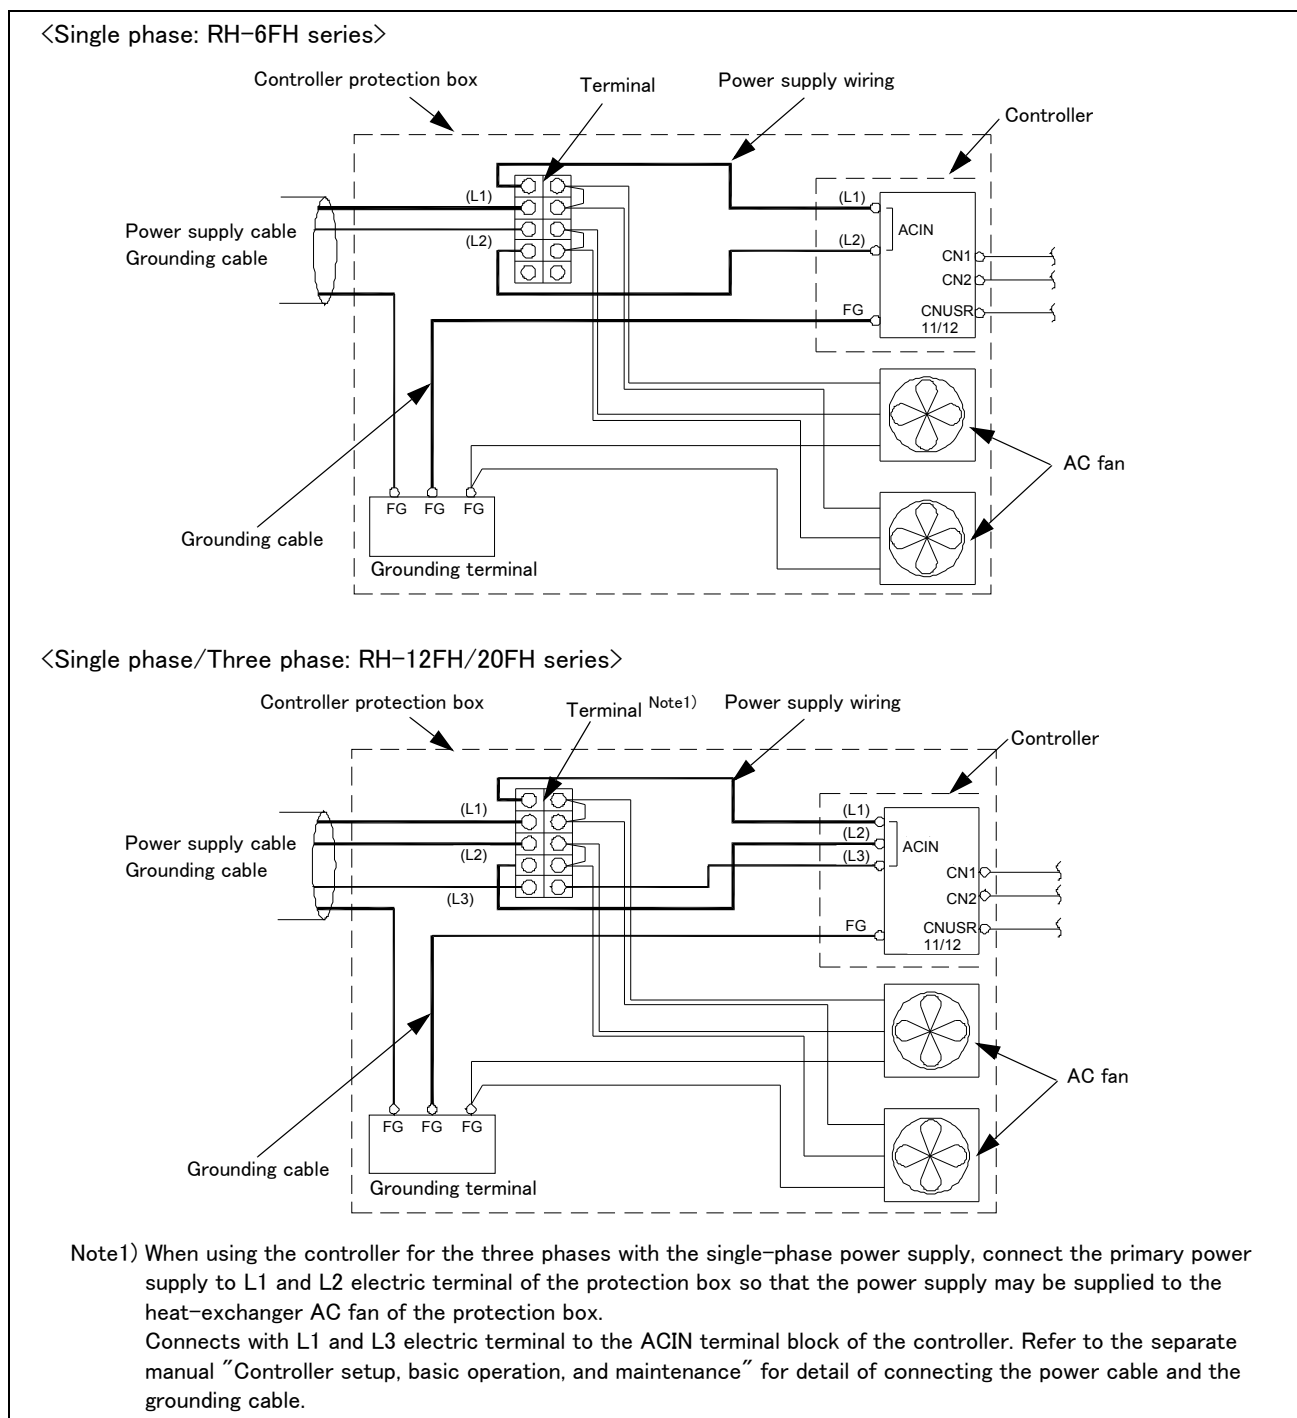 <Single phase: RH-6FH series>
Controller protection box
Terminal
Power supply wiring
Controller
(L1)
(L2)
Power supply cable
Grounding cable
(L1)
(L2)
ACIN
CN1
CN2
FG
CNUSR
11/12
AC fan
FG FG FG
Grounding cable
Grounding terminal
<Single phase/Three phase: RH-12FH/20FH series>
Controller protection box
Terminal Note1)
Power supply wiring
Controller
(L1)
(L2)
(L3)
Power supply cable
Grounding cable
(L1)
(L2)
(L3)
ACIN
CN1
CN2
FG
CNUSR
11/12
AC fan
FG FG FG
Grounding cable
Grounding terminal
Note1) When using the controller for the three phases with the single-phase power supply, connect the primary power
supply to L1 and L2 electric terminal of the protection box so that the power supply may be supplied to the
heat-exchanger AC fan of the protection box.
Connects with L1 and L3 electric terminal to the ACIN terminal block of the controller. Refer to the separate
manual "Controller setup, basic operation, and maintenance" for detail of connecting the power cable and the
grounding cable.